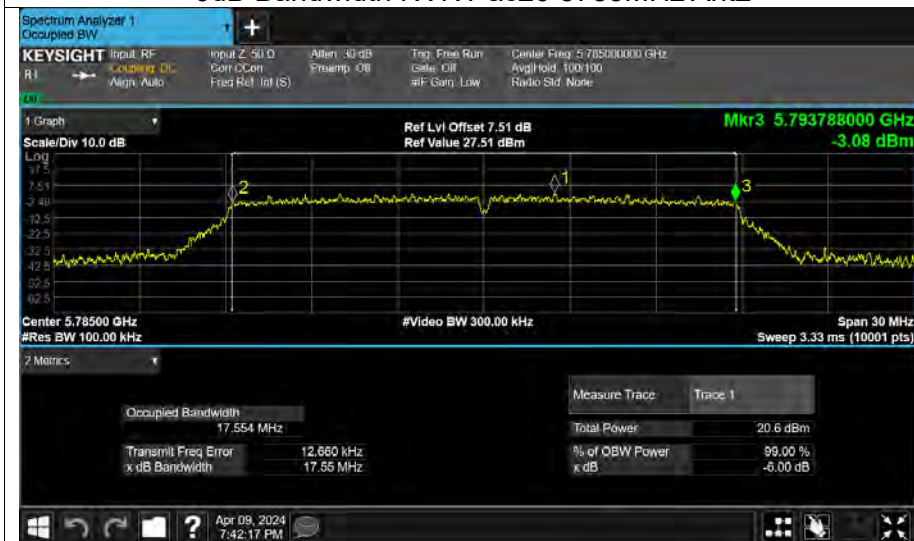 Spectrum Analyzer 1
Occupied BW
+
KEYSIGHT Input: RF Input Z: 50 Ω Atten: 30 dB Trig: Free Run Center Freq: 5.785000000 GHz
Coupling: DC Corr CCorr Preamp: Off Gate: Off Avg|Hold: 100/100
Align: Auto Freq Ref: Int (S) #IF Gain: Low Radio Std: None
1 Graph Ref Lvl Offset 7.51 dB Mkr3 5.793788000 GHz
Scale/Div 10.0 dB Ref Value 27.51 dBm -3.08 dBm
Log
17.5
7.51
-2.49
-12.5
-22.5
-32.5
-42.5
-52.5
-62.5
2 1 3
Center 5.78500 GHz #Video BW 300.00 kHz Span 30 MHz
#Res BW 100.00 kHz Sweep 3.33 ms (10001 pts)
2 Metrics
Measure Trace Trace 1
Occupied Bandwidth
17.554 MHz Total Power 20.6 dBm
Transmit Freq Error 12.660 kHz % of OBW Power 99.00 %
x dB Bandwidth 17.55 MHz x dB -6.00 dB
? Apr 09, 2024
7:42:17 PM